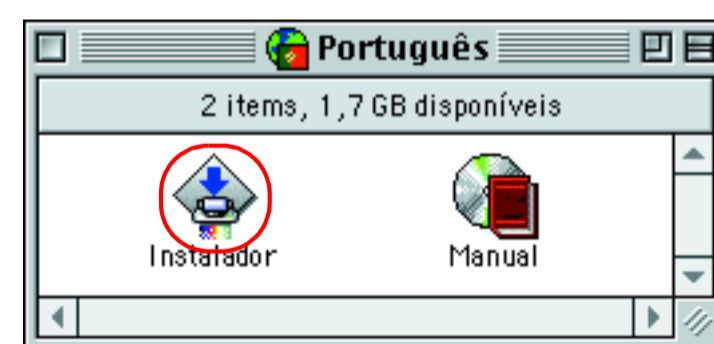 Português
2 items, 1,7 GB disponíveis
Instalador
Manual